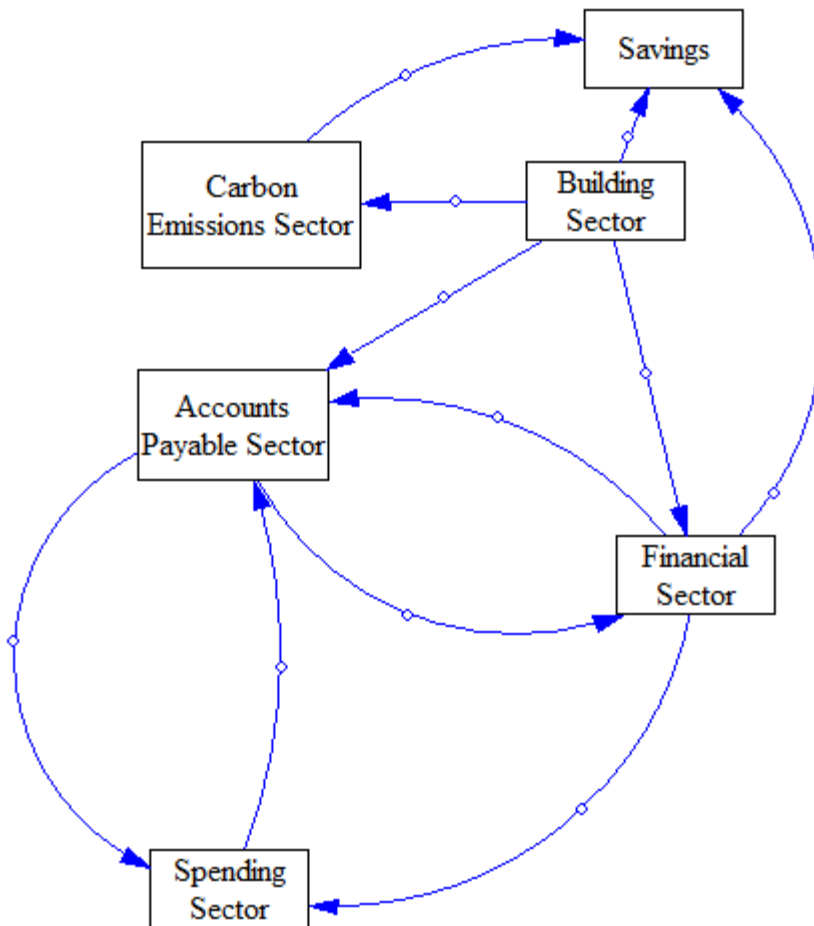 Savings
Carbon
Emissions Sector
Building
Sector
Accounts
Payable Sector
Financial
Sector
Spending
Sector